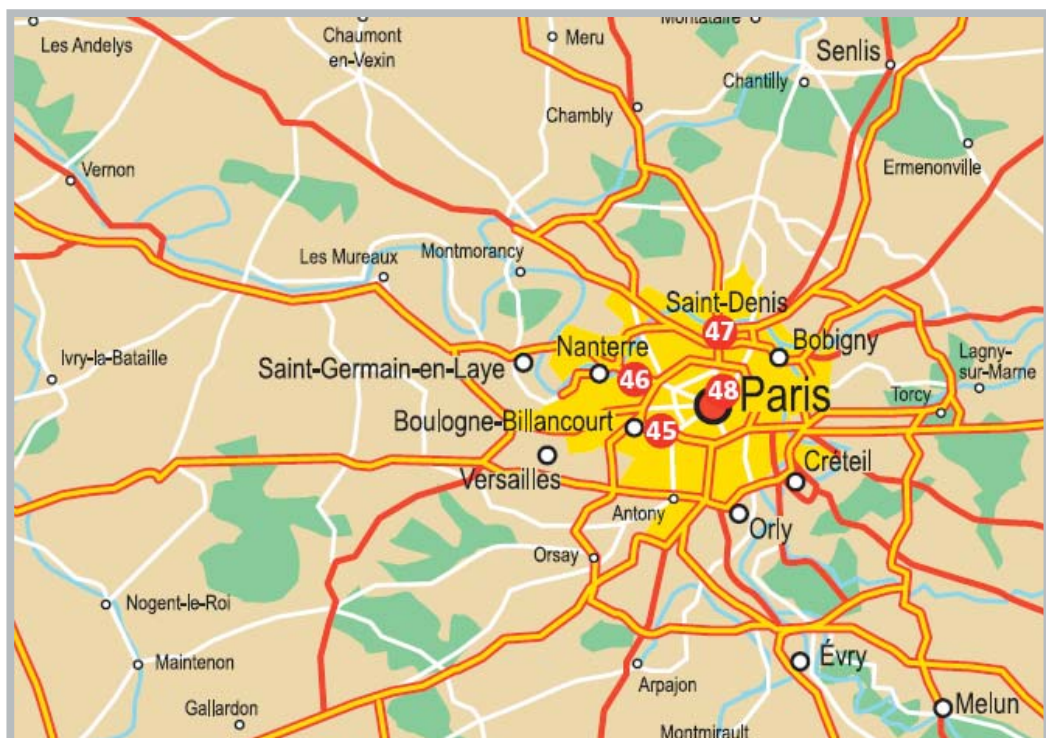 Montataire
Les Andelys
Chaumont
en-Vexin
Meru
Senlis
Chantilly
Chambly
Ermenonville
Vernon
Les Mureaux
Montmorancy
Saint-Denis
47
Bobigny
Ivry-la-Bataille
Saint-Germain-en-Laye
Nanterre
46
48
Paris
Lagny-
sur-Marne
Torcy
Boulogne-Billancourt
45
Versailles
Créteil
Antony
Orly
Orsay
Nogent-le-Roi
Maintenon
Évry
Arpajon
Gallardon
Melun
Montmirault